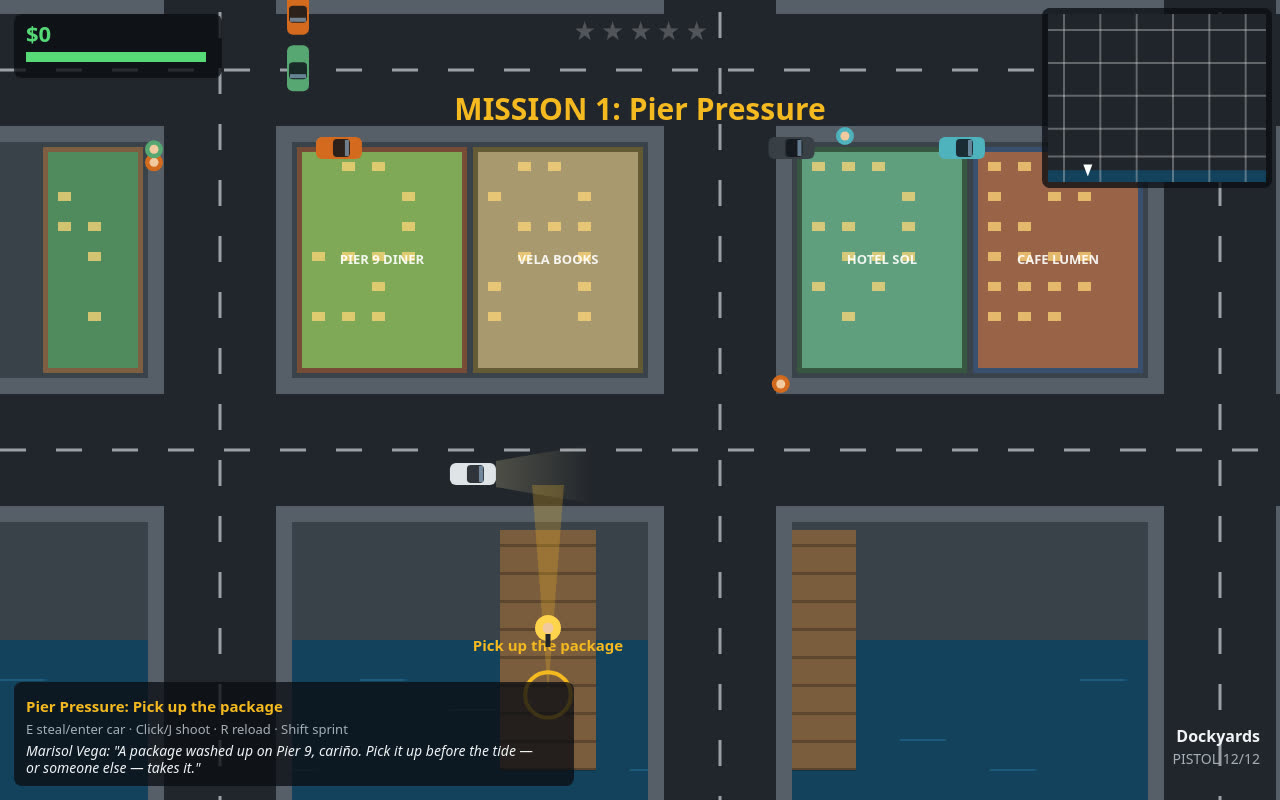 $0
★★★★★
MISSION 1: Pier Pressure
PIER 9 DINER
VELA BOOKS
HOTEL SOL
CAFE LUMEN
Pick up the package
Pier Pressure: Pick up the package
E steal/enter car · Click/J shoot · R reload · Shift sprint
Marisol Vega: "A package washed up on Pier 9, cariño. Pick it up before the tide —
or someone else — takes it."
Dockyards
PISTOL 12/12